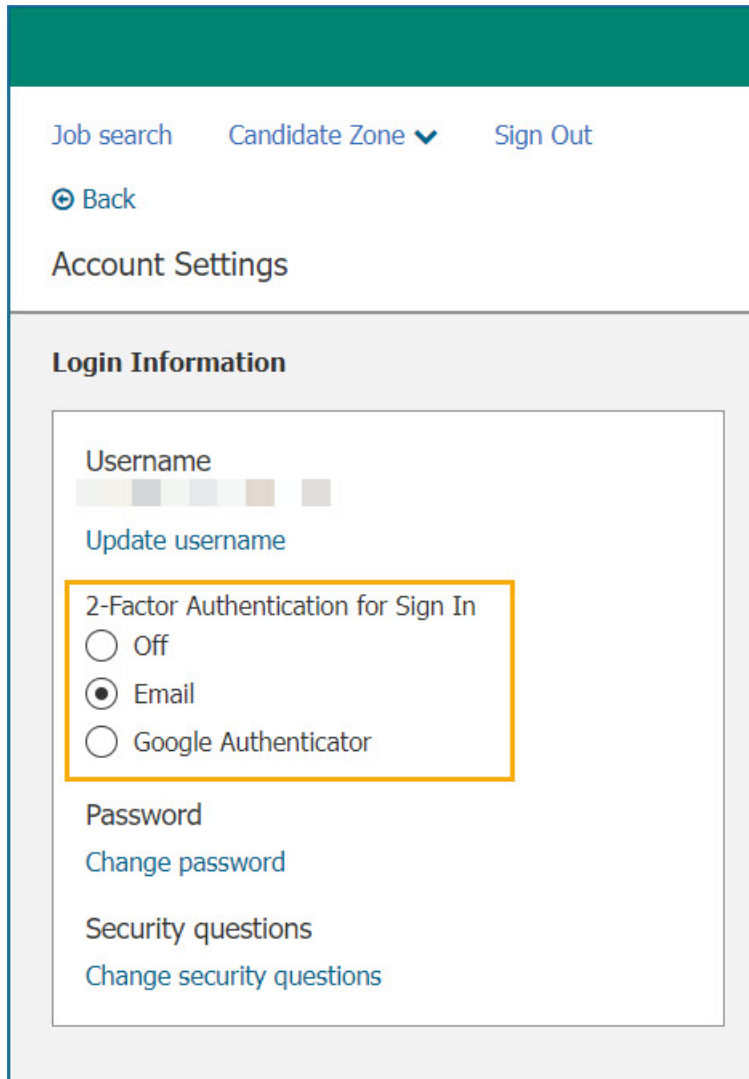 Job search Candidate Zone Sign Out
Back
Account Settings
Login Information
Username
Update username
2-Factor Authentication for Sign In
Off
Email
Google Authenticator
Password
Change password
Security questions
Change security questions